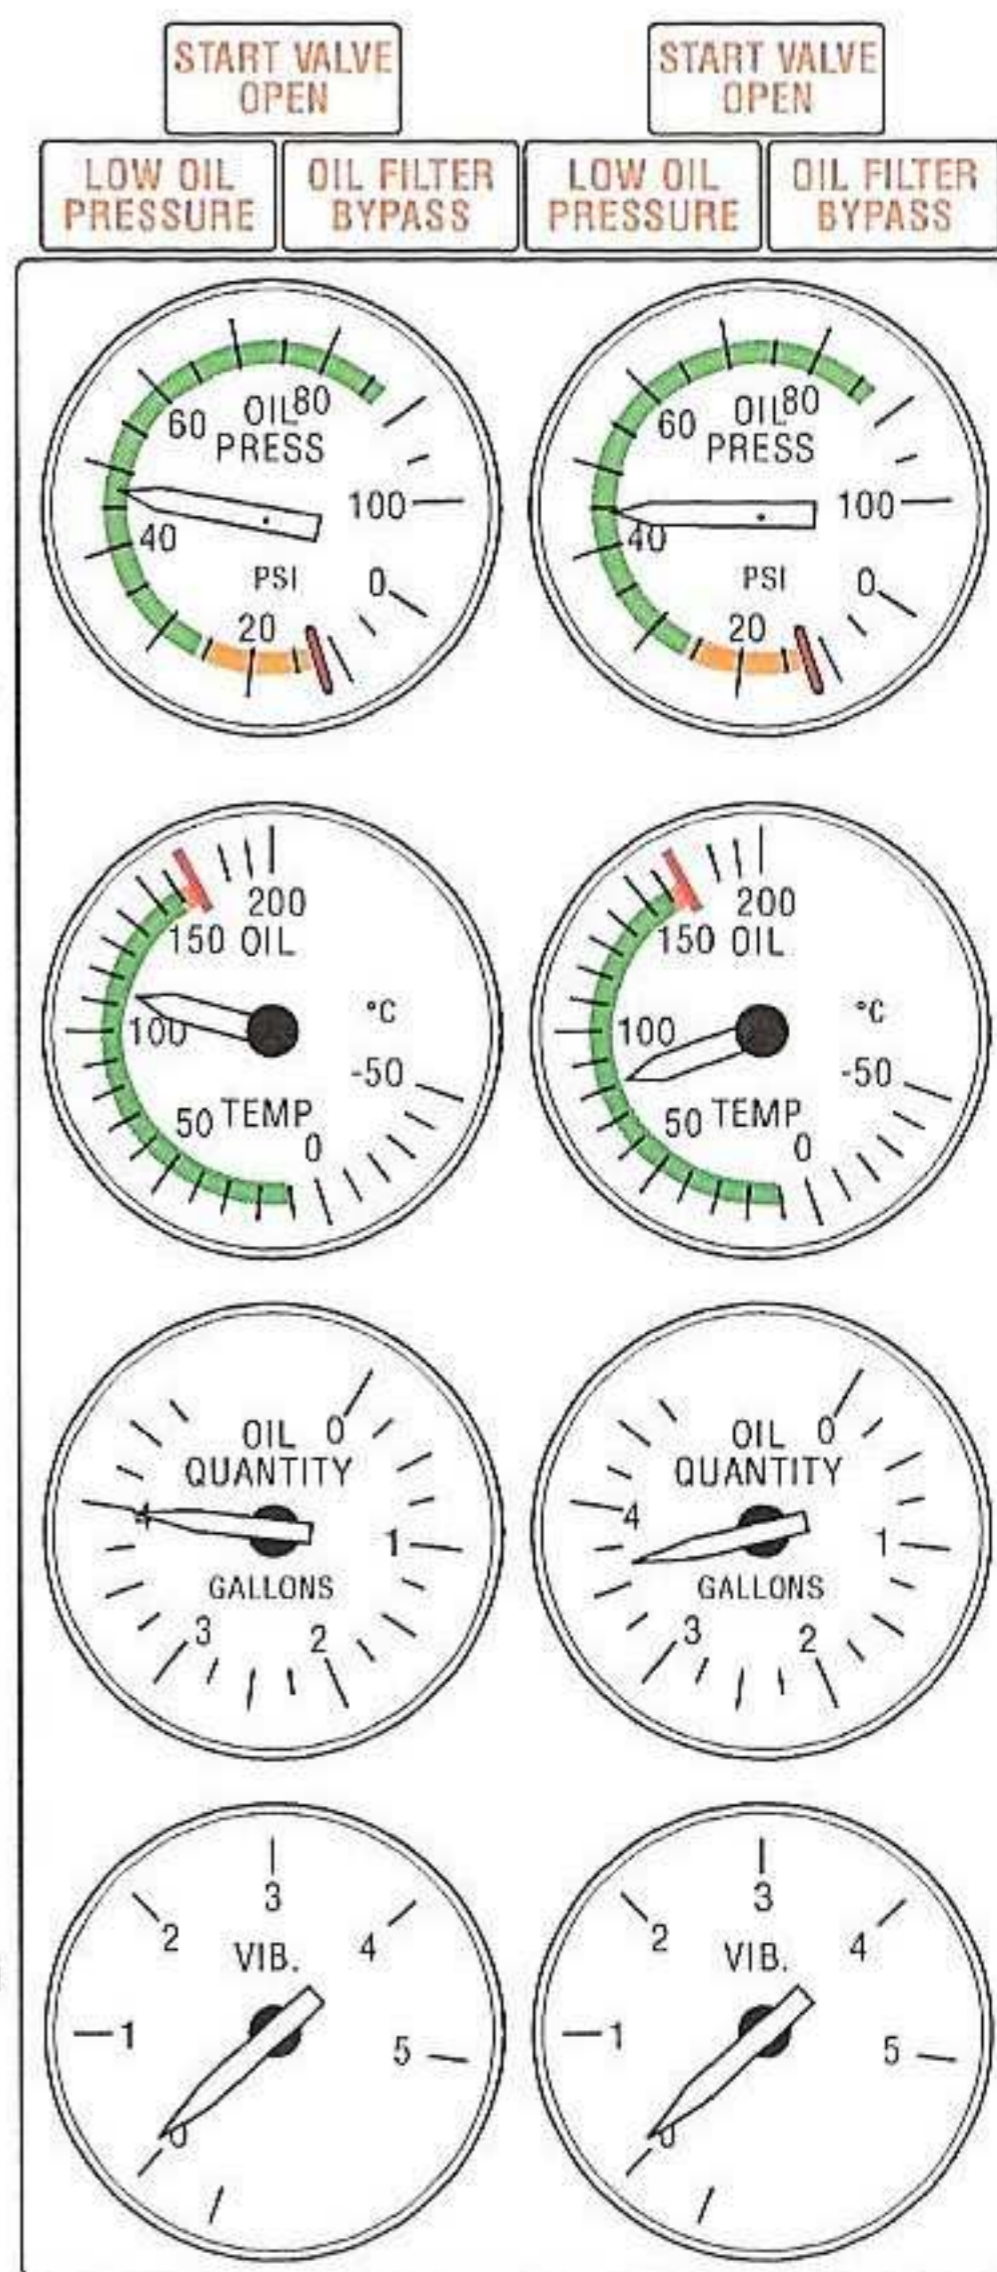 START VALVE
OPEN
START VALVE
OPEN
LOW OIL
PRESSURE
OIL FILTER
BYPASS
LOW OIL
PRESSURE
OIL FILTER
BYPASS
OIL 80
60 PRESS
100
40
PSI 0
20
OIL 80
60 PRESS
100
40
PSI 0
20
200
150 OIL
°C
100
-50
50 TEMP
0
200
150 OIL
°C
100
-50
50 TEMP
0
OIL 0
QUANTITY
4
1
GALLONS
3 2
OIL 0
QUANTITY
4
1
GALLONS
3 2
3
2 4
VIB.
1
5
0
3
2 4
VIB.
1
5
0